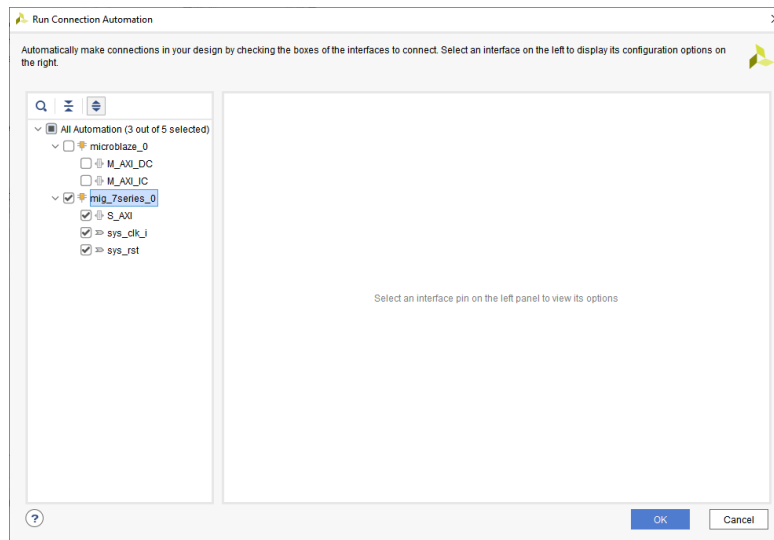 Run Connection Automation
Automatically make connections in your design by checking the boxes of the interfaces to connect. Select an interface on the left to display its configuration options on
the right.
All Automation (3 out of 5 selected)
microblaze_0
M_AXI_DC
M_AXI_IC
mig_7series_0
S_AXI
sys_clk_i
sys_rst
Select an interface pin on the left panel to view its options
?
OK
Cancel